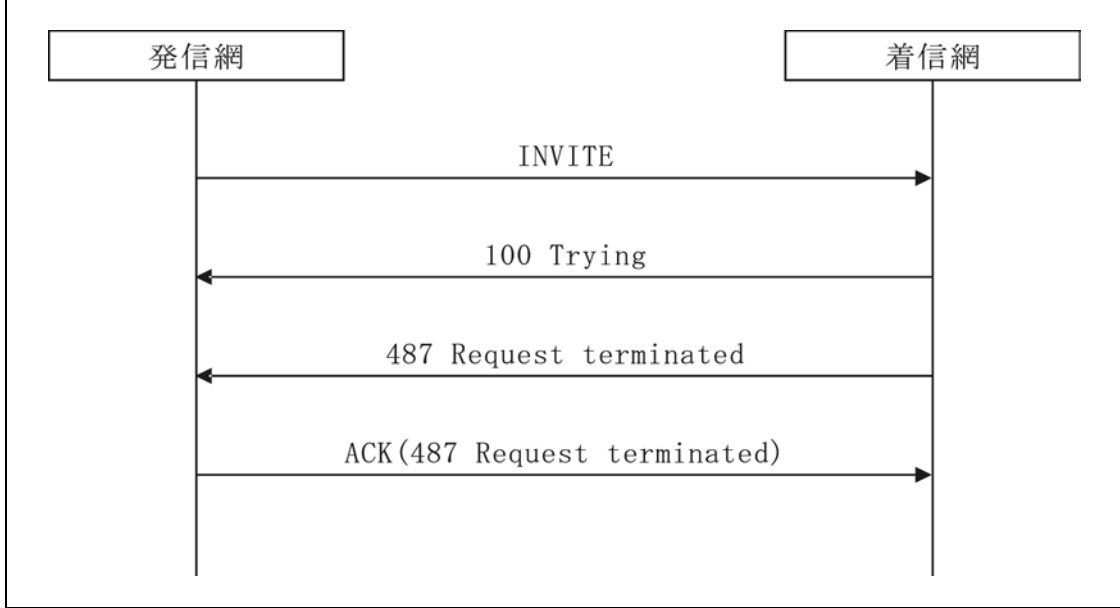 発信網
着信網
INVITE
100 Trying
487 Request terminated
ACK(487 Request terminated)